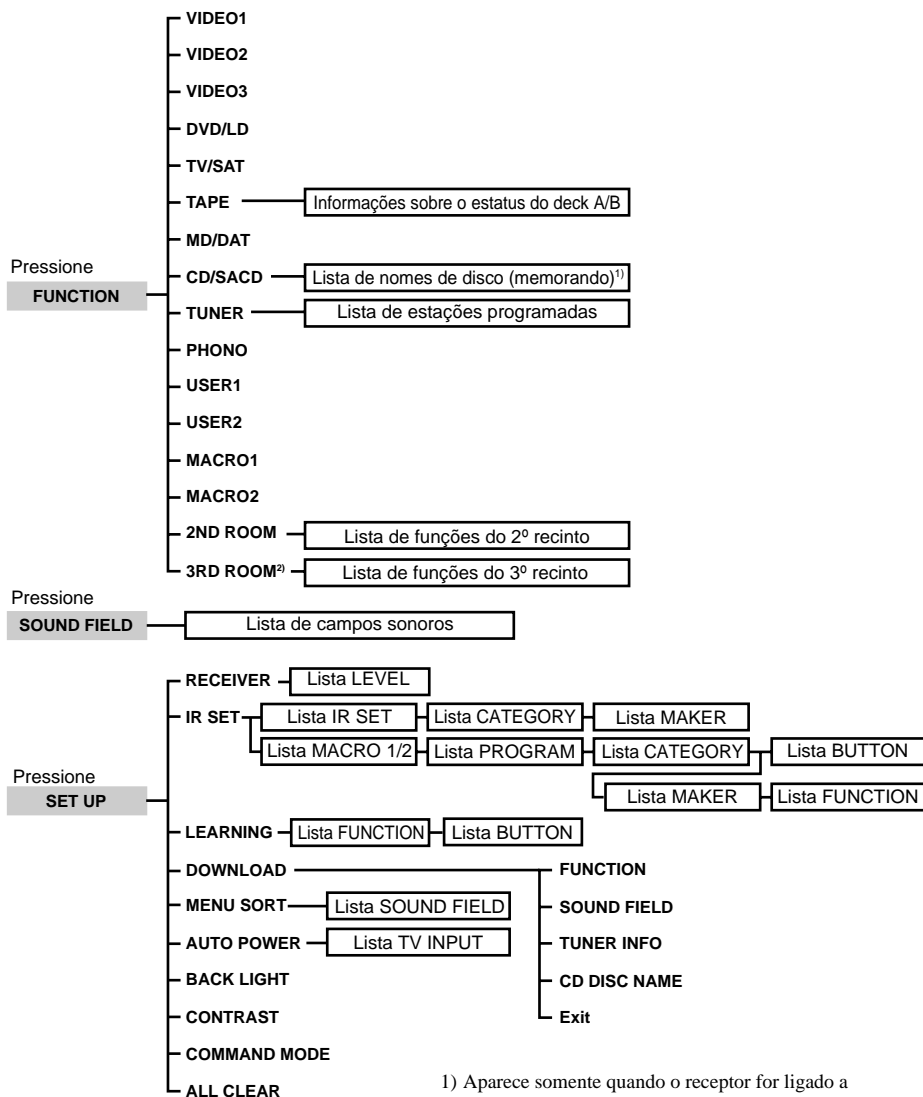 VIDEO1
VIDEO2
VIDEO3
DVD/LD
TV/SAT
TAPE Informações sobre o estatus do deck A/B
MD/DAT
Pressione
FUNCTION
CD/SACD Lista de nomes de disco (memorando)1)
TUNER Lista de estações programadas
PHONO
USER1
USER2
MACRO1
MACRO2
2ND ROOM Lista de funções do 2º recinto
3RD ROOM2) Lista de funções do 3º recinto
Pressione
SOUND FIELD Lista de campos sonoros
RECEIVER Lista LEVEL
IR SET Lista IR SET Lista CATEGORY Lista MAKER
Lista MACRO 1/2 Lista PROGRAM Lista CATEGORY Lista BUTTON
Lista MAKER Lista FUNCTION
Pressione
SET UP
LEARNING Lista FUNCTION Lista BUTTON
DOWNLOAD FUNCTION
MENU SORT Lista SOUND FIELD SOUND FIELD
AUTO POWER Lista TV INPUT TUNER INFO
BACK LIGHT CD DISC NAME
CONTRAST Exit
COMMAND MODE
ALL CLEAR
1) Aparece somente quando o receptor for ligado a